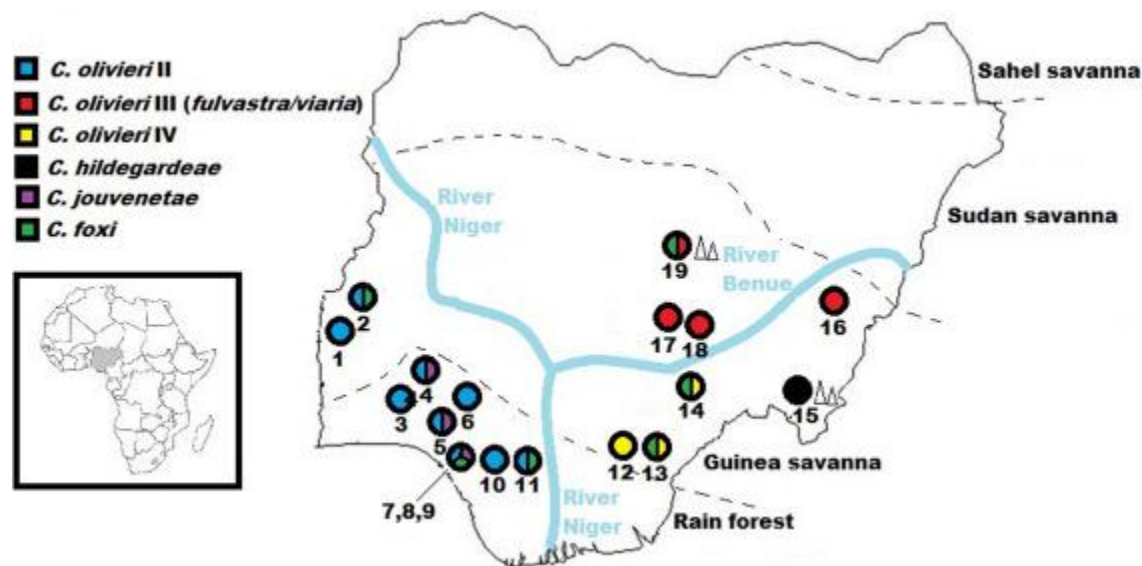 C. olivieri II
C. olivieri III (fulvastra/viaria)
C. olivieri IV
C. hildegardeae
C. jouvenetae
C. foxi
Sahel savanna
Sudan savanna
River
Niger
River
Benue
19
16
2
1
17
18
4
3
6
5
14
15
7,8,9
10
11
12
13
Guinea savanna
River
Niger
Rain forest